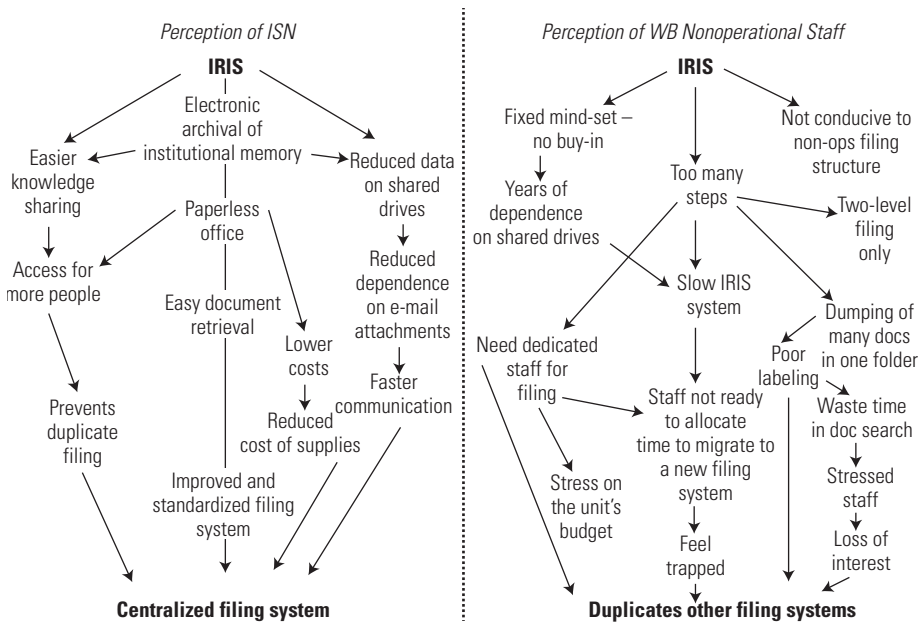 Perception of ISN
IRIS
Electronic
archival of
institutional memory
Easier
knowledge
sharing
Reduced data
on shared
drives
Paperless
office
Access for
more people
Reduced
dependence
on e-mail
attachments
Easy document
retrieval
Lower
costs
Faster
communication
Prevents
duplicate
filing
Reduced
cost of supplies
Improved and
standardized filing
system
Centralized filing system
Perception of WB Nonoperational Staff
IRIS
Fixed mind-set –
no buy-in
Not conducive to
non-ops filing
structure
Too many
steps
Years of
dependence
on shared drives
Two-level
filing
only
Slow IRIS
system
Dumping of
many docs
in one folder
Need dedicated
staff for
filing
Poor
labeling
Staff not ready
to allocate
time to migrate to
a new filing
system
Waste time
in doc search
Stress on
the unit's
budget
Stressed
staff
Feel
trapped
Loss of
interest
Duplicates other filing systems